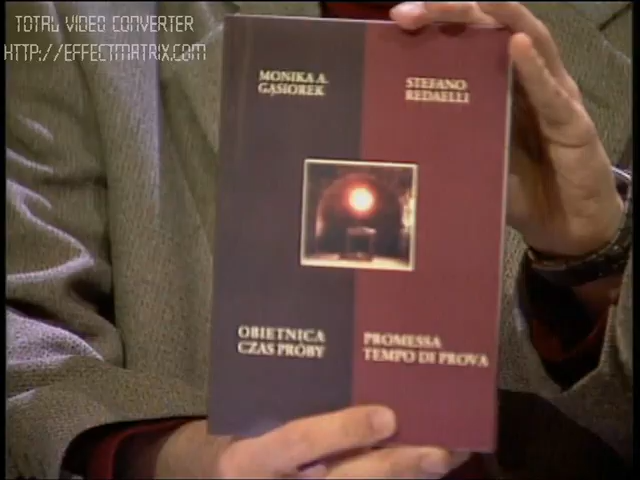 TOTAL VIDEO CONVERTER
HTTP://EFFECTMATRIX.COM
MONIKA A.
GĄSIOREK
STEFANO
REDAELLI
OBIETNICA
CZAS PRÓBY
PROMESSA
TEMPO DI PROVA